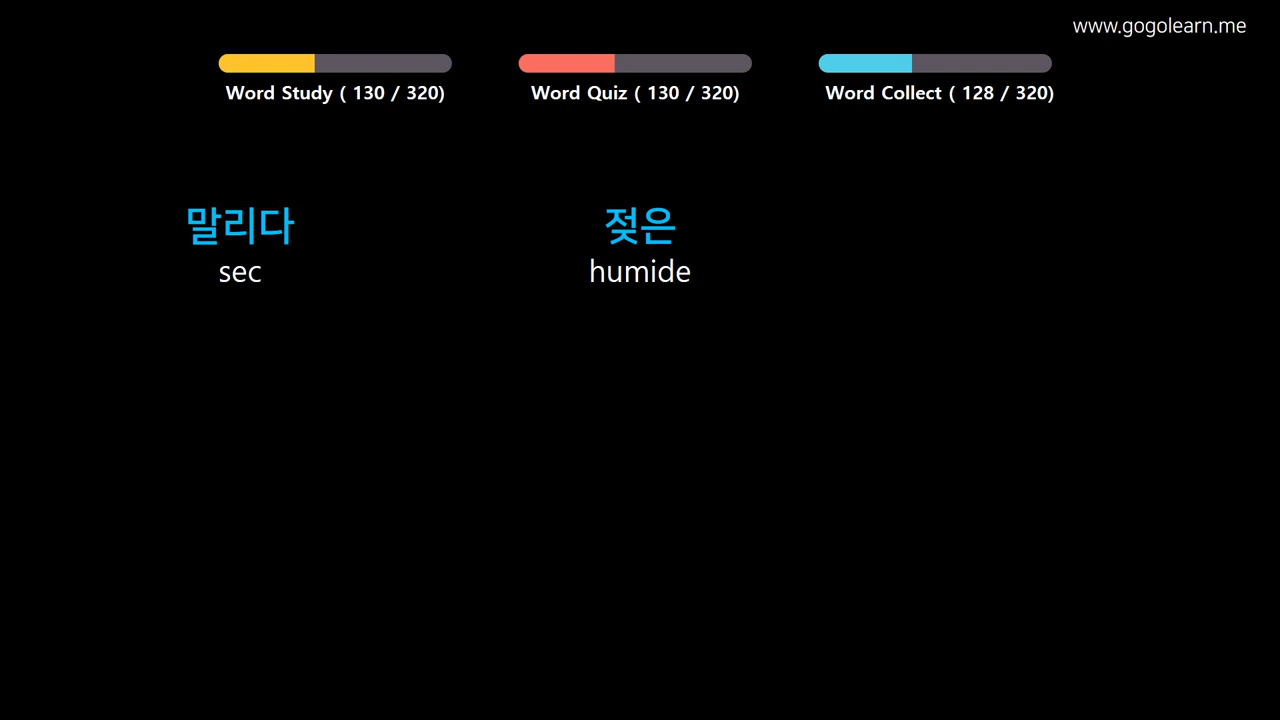 www.gogolearn.me
Word Study ( 130 / 320)
Word Quiz ( 130 / 320)
Word Collect ( 128 / 320)
말리다
sec
젖은
humide